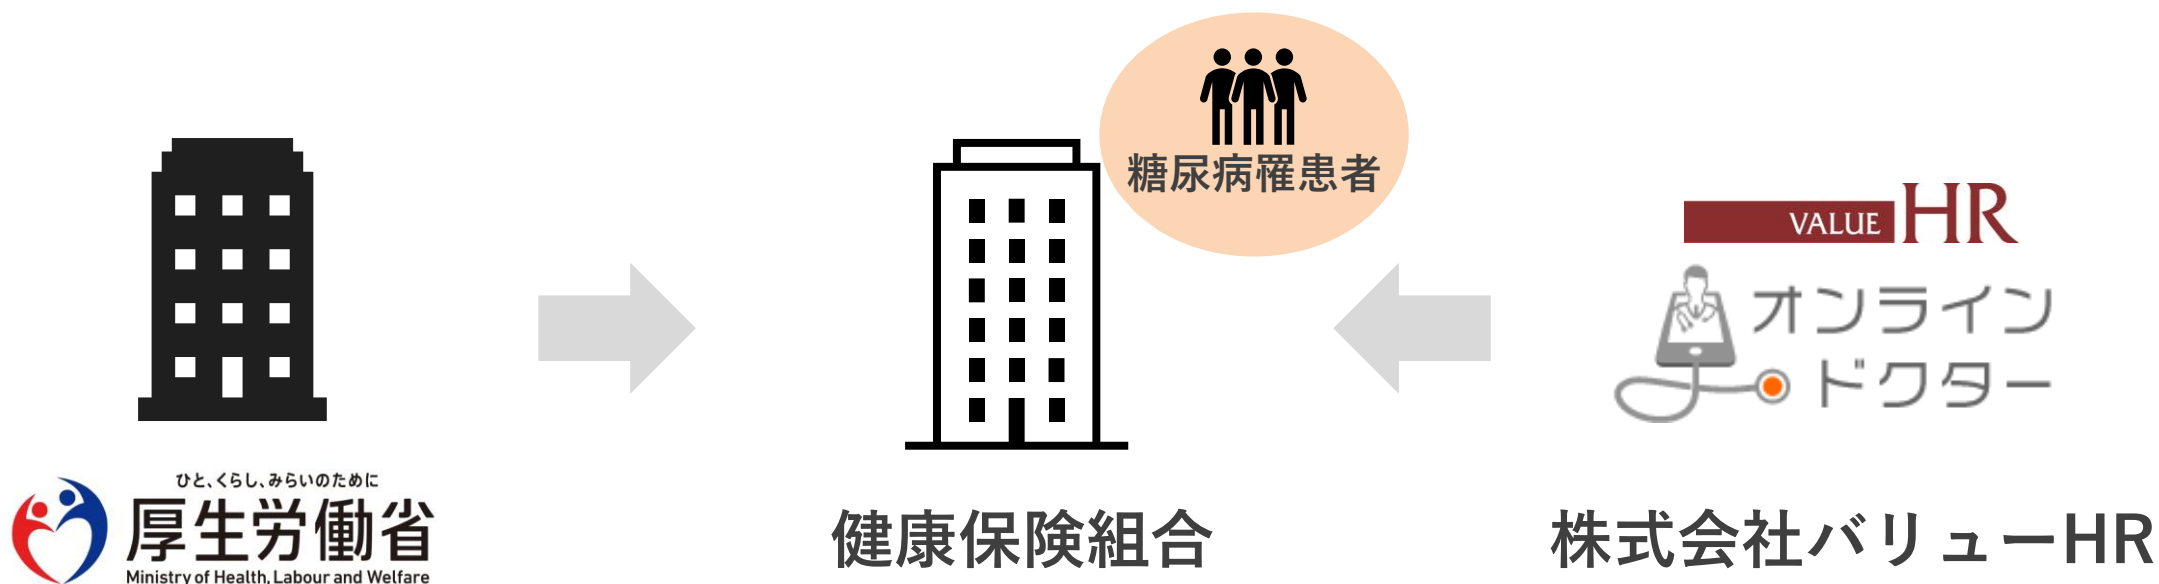 糖尿病罹患者
VALUE HR
オンライン
ドクター
ひと、くらし、みらいのために
厚生労働省
Ministry of Health, Labour and Welfare
健康保険組合
株式会社バリューHR